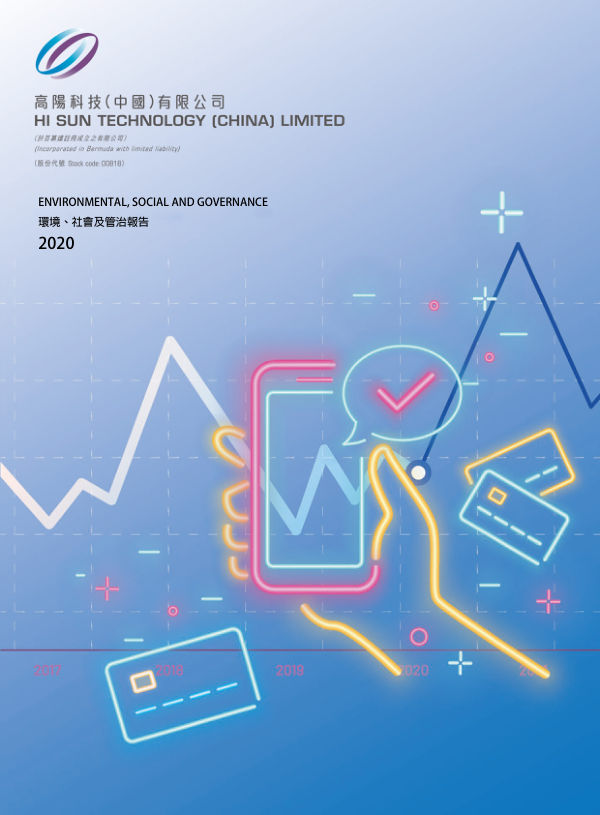 高陽科技(中國)有限公司
HI SUN TECHNOLOGY (CHINA) LIMITED
(於百慕達註冊成立之有限公司)
(Incorporated in Bermuda with limited liability)
(股份代號 Stock code: 00818)
ENVIRONMENTAL, SOCIAL AND GOVERNANCE
環境、社會及管治報告
2020
2017 2018 2019 2020